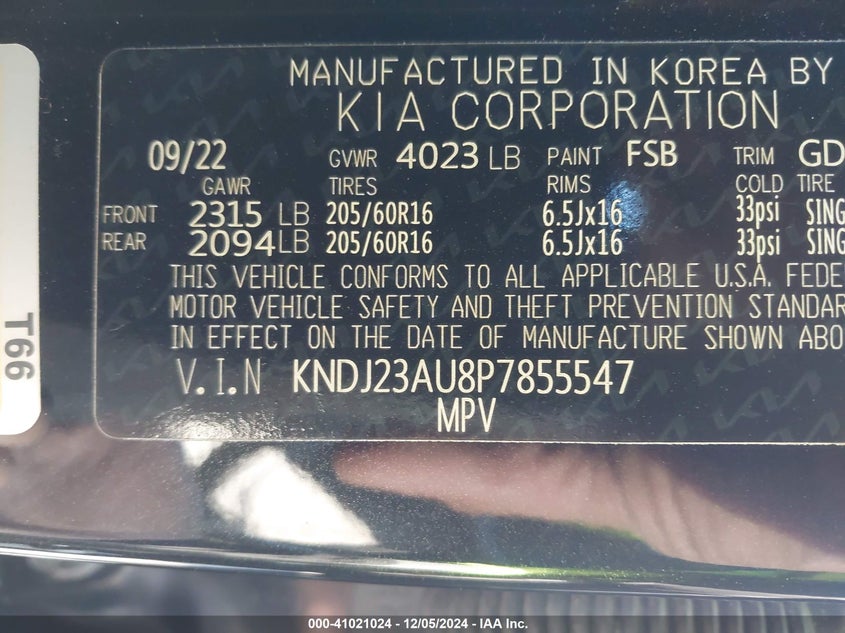 MANUFACTURED IN KOREA BY
KIA CORPORATION
09/22 GVWR 4023 LB PAINT FSB TRIM GD
GAWR TIRES RIMS COLD TIRE
FRONT 2315 LB 205/60R16 6.5Jx16 33psi SING
REAR 2094 LB 205/60R16 6.5Jx16 33psi SING
THIS VEHICLE CONFORMS TO ALL APPLICABLE U.S.A. FEDE
MOTOR VEHICLE SAFETY AND THEFT PREVENTION STANDAR
IN EFFECT ON THE DATE OF MANUFACTURE SHOWN ABO
V.I.N KNDJ23AU8P7855547
MPV
T66
000-41021024 - 12/05/2024 - IAA Inc.